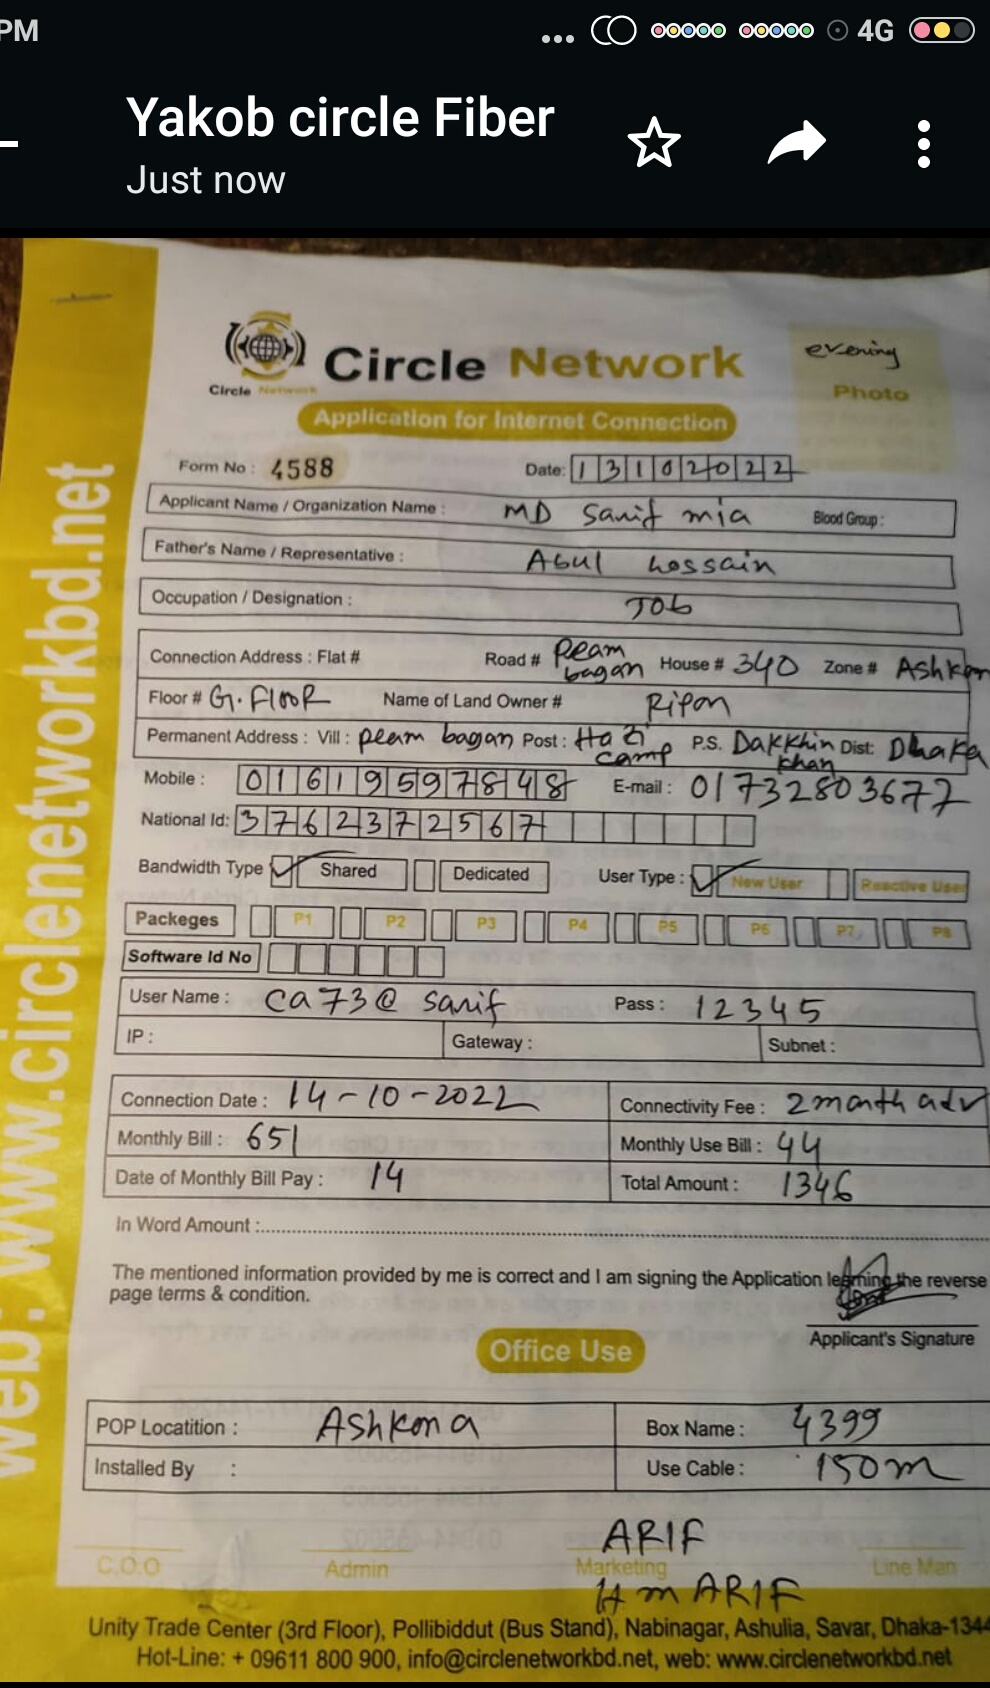 PM
... 4G
Yakob circle Fiber
Just now
evening
Photo
Circle Network
Circle Network
Application for Internet Connection
Form No : 4588 Date: 13102022
Applicant Name / Organization Name : MD Sanif mia Blood Group :
Father's Name / Representative : Abul hossain
Occupation / Designation : JOb
Connection Address : Flat # Road # peam bagan House # 340 Zone # Ashkon
Floor # G. FlOOR Name of Land Owner # Ripon
Permanent Address : Vill : peam bagan Post : Hazi camp P.S. Dakkhin khan Dist: Dhaka
Mobile : 01619597848 E-mail : 01732803677
National Id: 3762372567
Bandwidth Type Shared Dedicated User Type : New User Reactive User
Packeges P1 P2 P3 P4 P5 P6 P7 P8
Software Id No
User Name : ca73@ sanif Pass : 12345
IP : Gateway : Subnet :
Connection Date : 14-10-2022 Connectivity Fee : 2 month adv
Monthly Bill : 651 Monthly Use Bill : 44
Date of Monthly Bill Pay : 14 Total Amount : 1346
In Word Amount :
The mentioned information provided by me is correct and I am signing the Application learning the reverse
page terms & condition.
Applicant's Signature
Office Use
POP Locatition : Ashkona Box Name : 4399
Installed By : Use Cable : 150m
ARIF
C.O.O Admin Marketing Line Man
H m ARIF
Unity Trade Center (3rd Floor), Pollibiddut (Bus Stand), Nabinagar, Ashulia, Savar, Dhaka-1344
Hot-Line: + 09611 800 900, info@circlenetworkbd.net, web: www.circlenetworkbd.net
web: www.circlenetworkbd.net